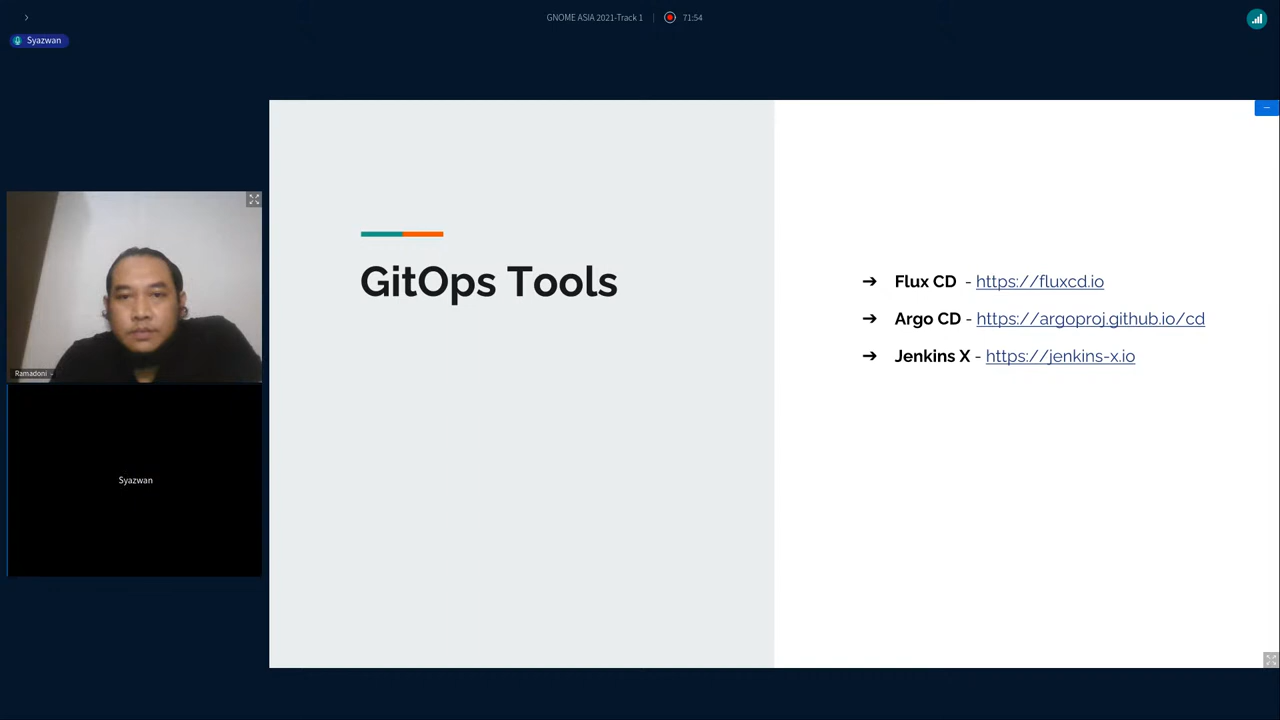 GNOME ASIA 2021-Track 1
71:54
Syazwan
Ramadoni
Syazwan
GitOps Tools
➔ Flux CD - https://fluxcd.io
➔ Argo CD - https://argoproj.github.io/cd
➔ Jenkins X - https://jenkins-x.io